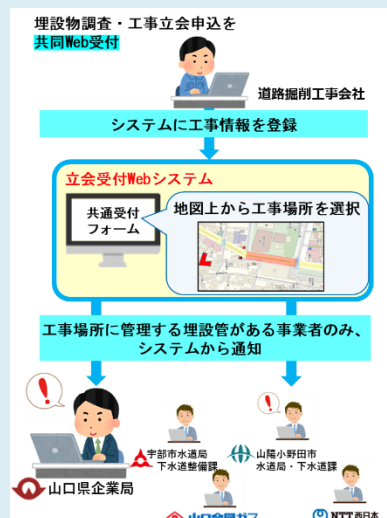 埋設物調査・工事立会申込を
共同Web受付
道路掘削工事会社
システムに工事情報を登録
立会受付Webシステム
共通受付
フォーム
地図上から工事場所を選択
工事場所に管理する埋設管がある事業者のみ、
システムから通知
宇部市水道局
下水道整備課
山陽小野田市
水道局・下水道課
山口県企業局
山口合同ガス
NTT西日本